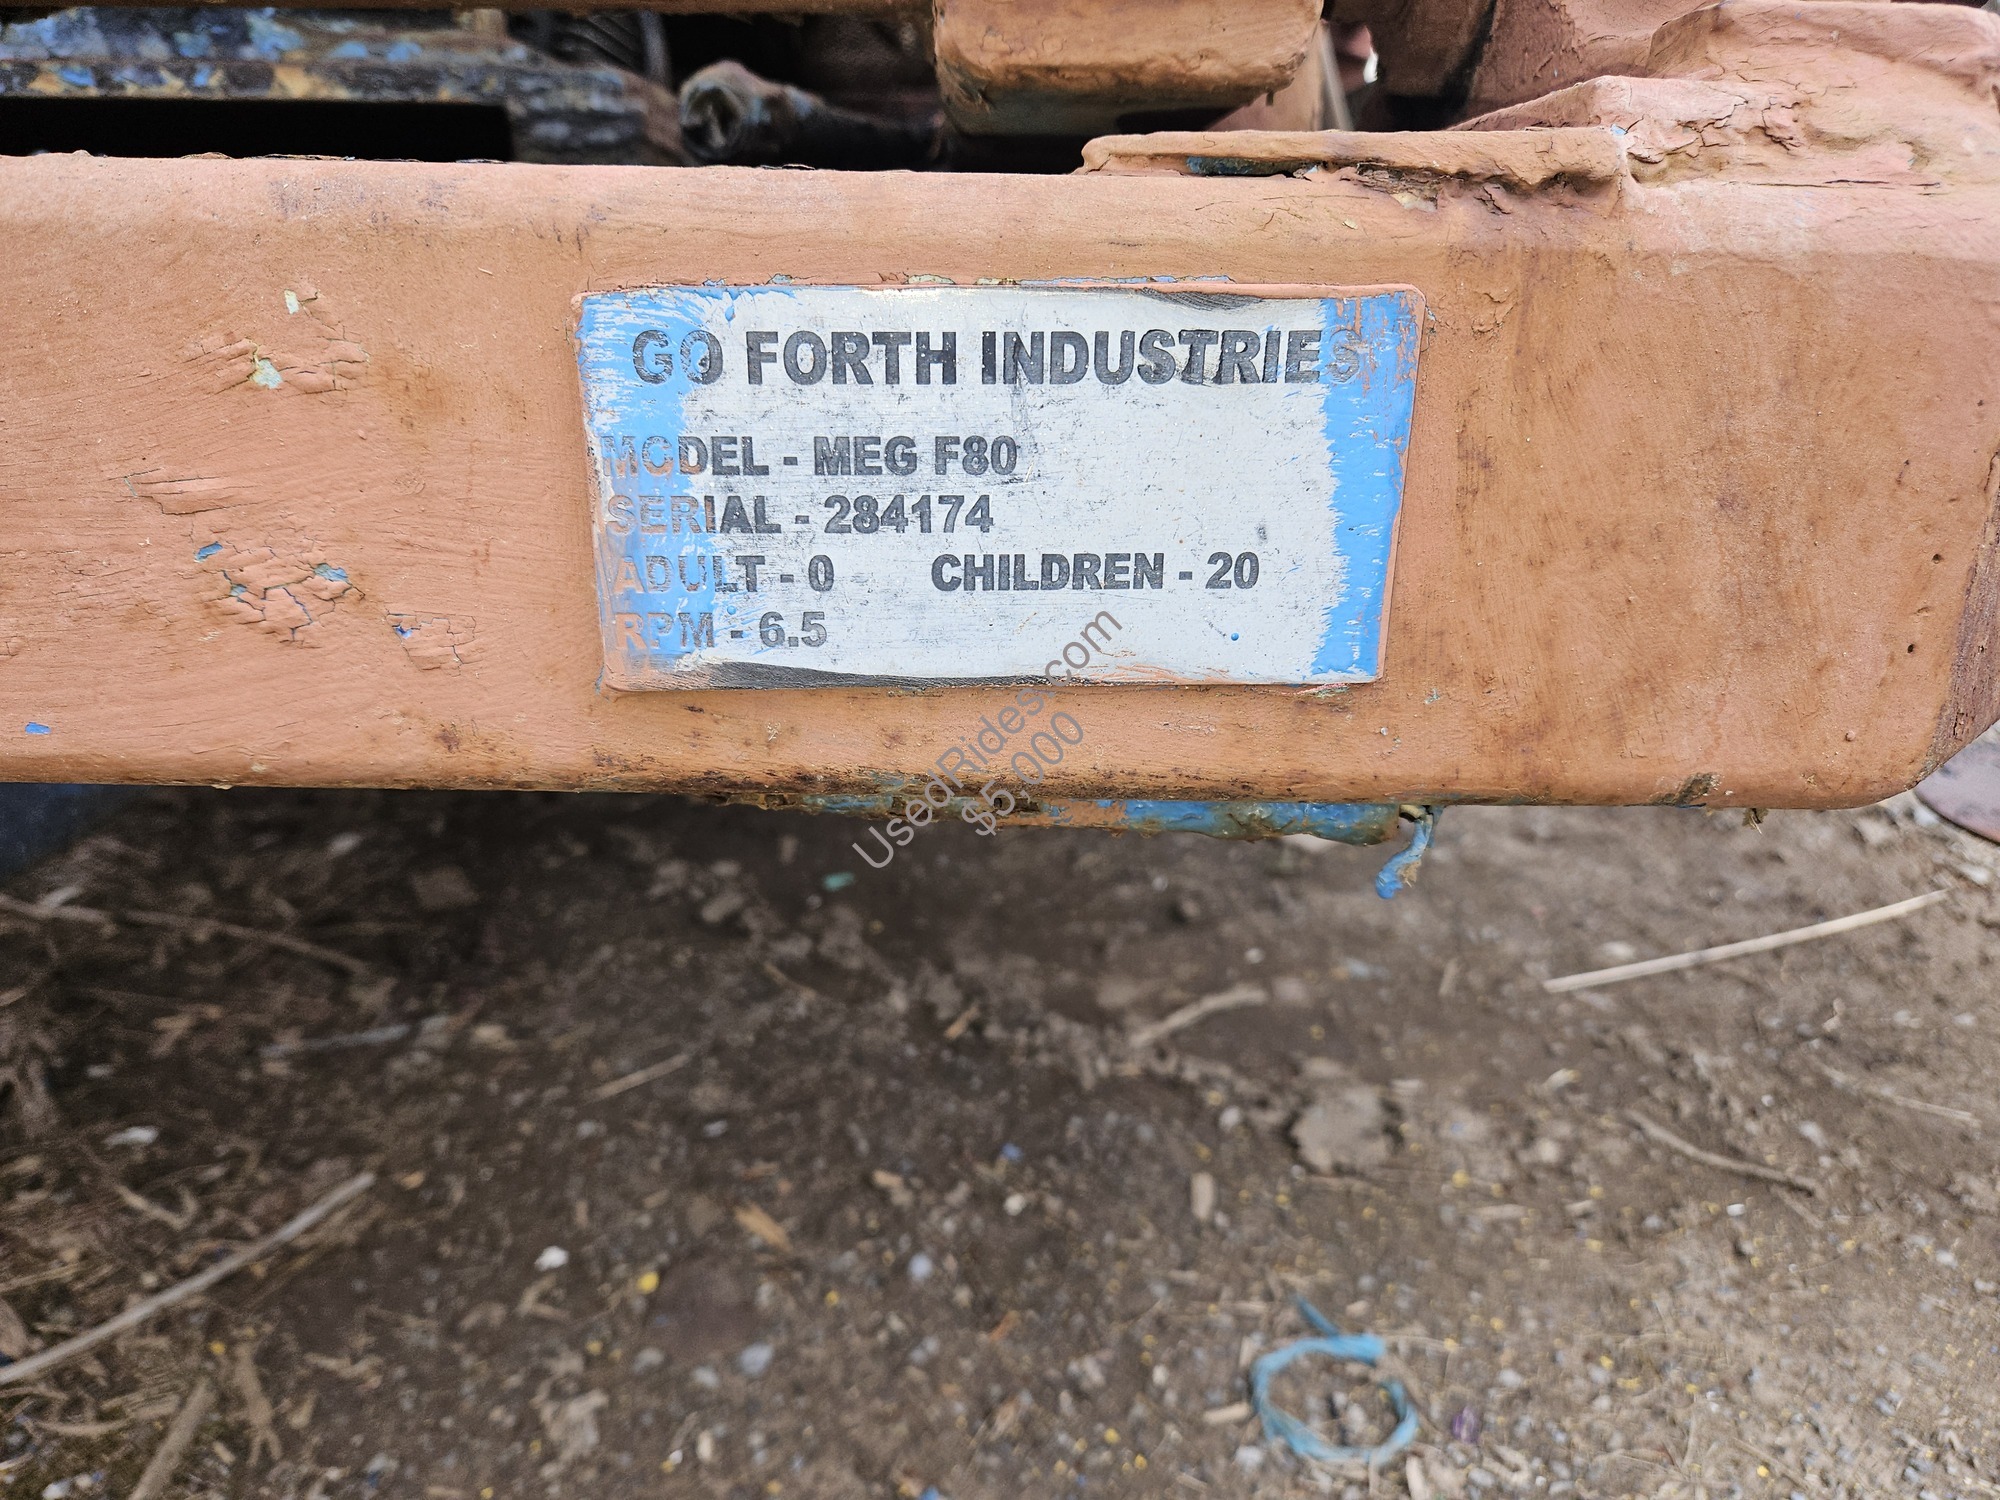 GO FORTH INDUSTRIES
MODEL - MEG F80
SERIAL - 284174
ADULT - 0 CHILDREN - 20
RPM - 6.5
UsedRides.com
$5,000